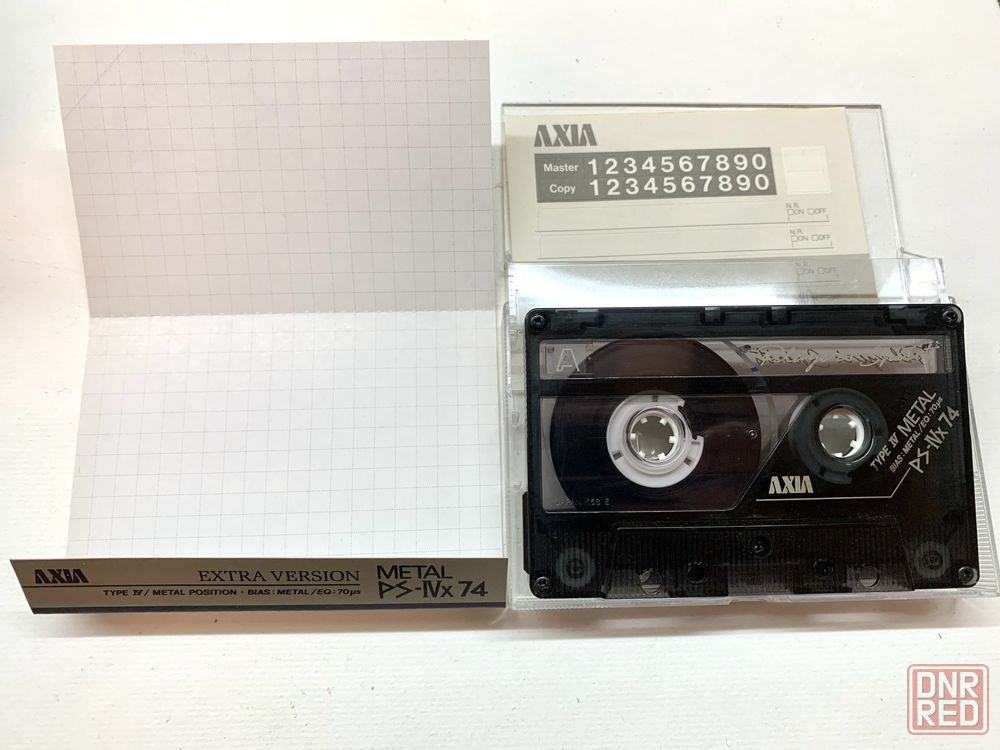 AXIA
Master 1234567890
Copy 1234567890
N.R.
ON OFF
N.R.
ON OFF
N.R.
ON OFF
A
TYPE IV METAL
BIAS:METAL/EQ:70μs
PS-IVx 74
AXIA
JAPAN
AXIA EXTRA VERSION METAL
PS-IVx 74
TYPE IV/METAL POSITION・BIAS:METAL/EQ:70μs
DNR
RED